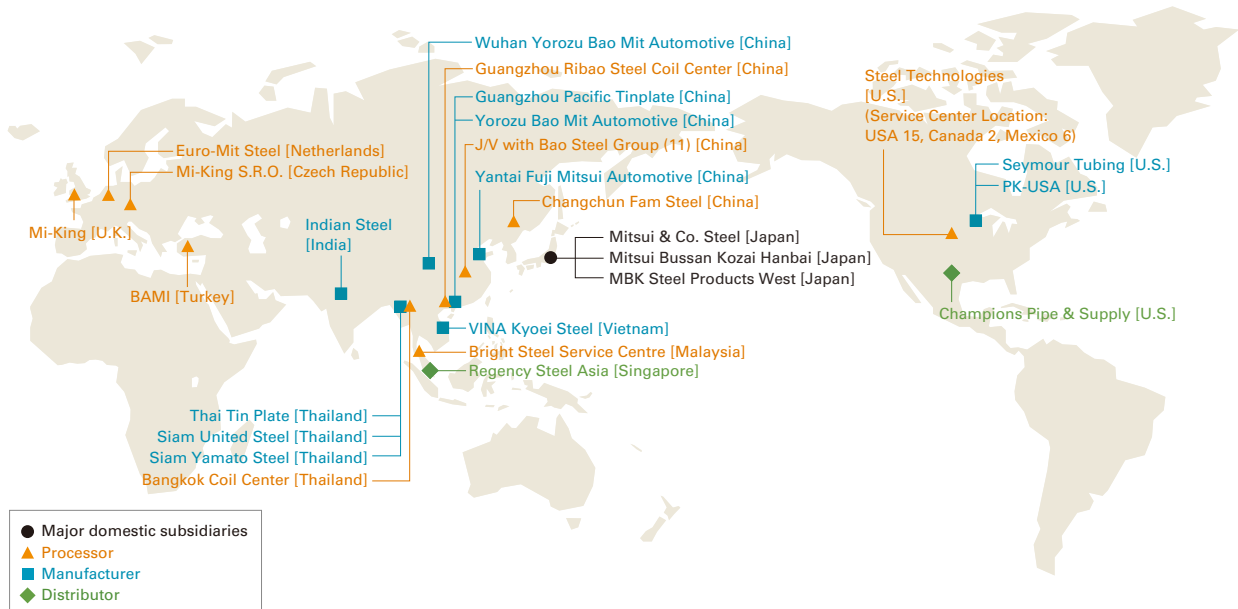 Wuhan Yorozu Bao Mit Automotive [China]
Guangzhou Ribao Steel Coil Center [China]
Guangzhou Pacific Tinplate [China]
Yorozu Bao Mit Automotive [China]
J/V with Bao Steel Group (11) [China]
Yantai Fuji Mitsui Automotive [China]
Changchun Fam Steel [China]
Steel Technologies
[U.S.]
(Service Center Location:
USA 15, Canada 2, Mexico 6)
Seymour Tubing [U.S.]
PK-USA [U.S.]
Euro-Mit Steel [Netherlands]
Mi-King S.R.O. [Czech Republic]
Mi-King [U.K.]
BAMI [Turkey]
Indian Steel
[India]
Mitsui & Co. Steel [Japan]
Mitsui Bussan Kozai Hanbai [Japan]
MBK Steel Products West [Japan]
Champions Pipe & Supply [U.S.]
VINA Kyoei Steel [Vietnam]
Bright Steel Service Centre [Malaysia]
Regency Steel Asia [Singapore]
Thai Tin Plate [Thailand]
Siam United Steel [Thailand]
Siam Yamato Steel [Thailand]
Bangkok Coil Center [Thailand]
Major domestic subsidiaries
Processor
Manufacturer
Distributor